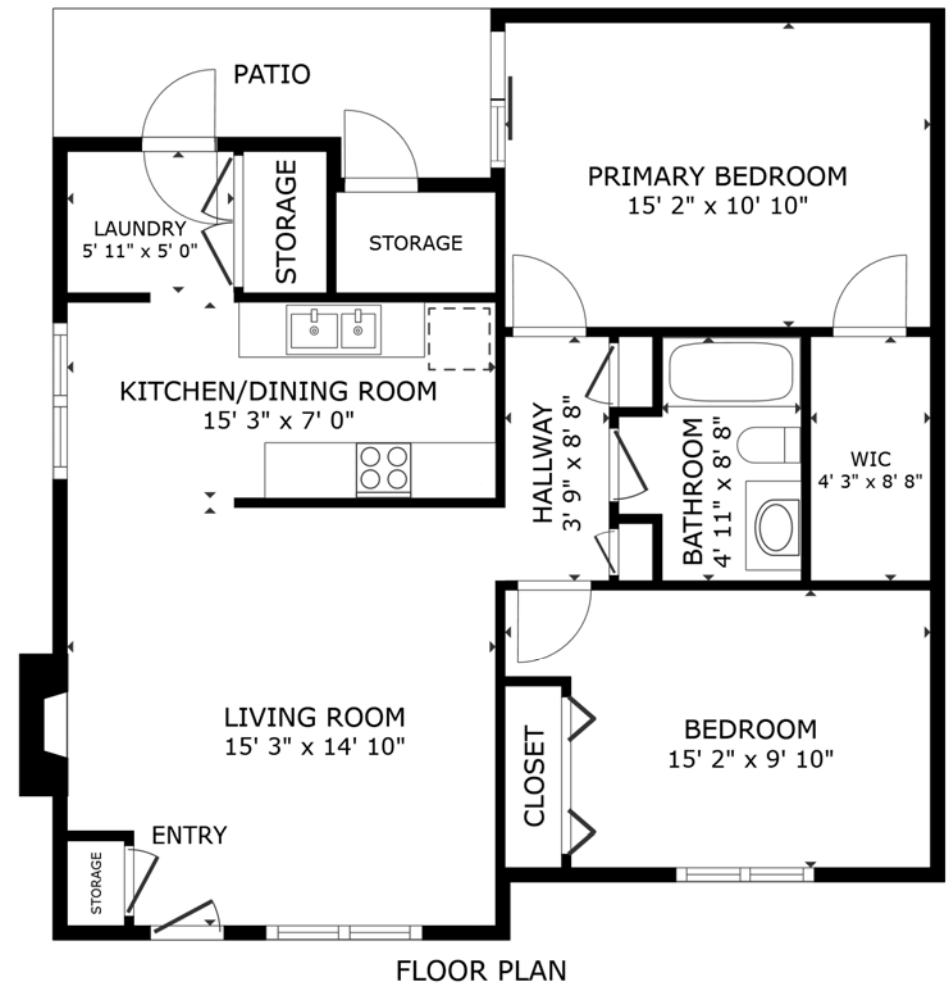 PATIO
PRIMARY BEDROOM
15' 2" x 10' 10"
LAUNDRY
5' 11" x 5' 0"
STORAGE
STORAGE
KITCHEN/DINING ROOM
15' 3" x 7' 0"
HALLWAY
3' 9" x 8' 8"
BATHROOM
4' 11" x 8' 8"
WIC
4' 3" x 8' 8"
LIVING ROOM
15' 3" x 14' 10"
BEDROOM
15' 2" x 9' 10"
CLOSET
ENTRY
STORAGE
FLOOR PLAN